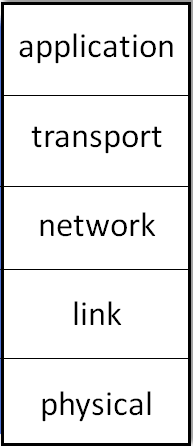 application
transport
network
link
physical